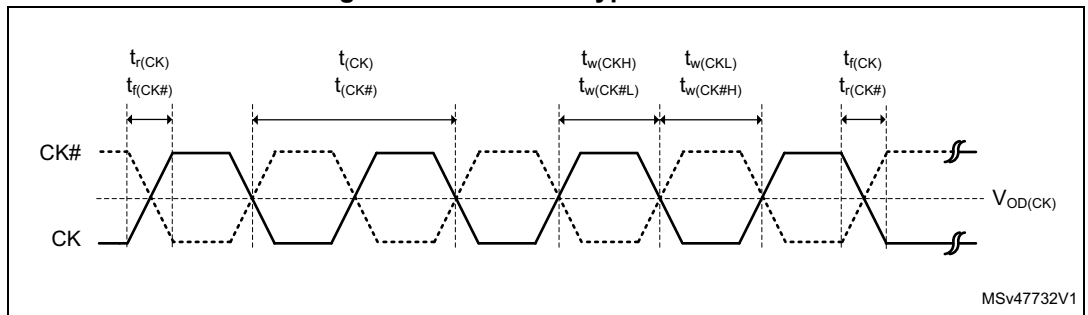 t_r(CK)
t_f(CK#)
t_(CK)
t_(CK#)
t_w(CKH)
t_w(CK#L)
t_w(CKL)
t_w(CK#H)
t_f(CK)
t_r(CK#)
CK#
V_OD(CK)
CK
MSv47732V1